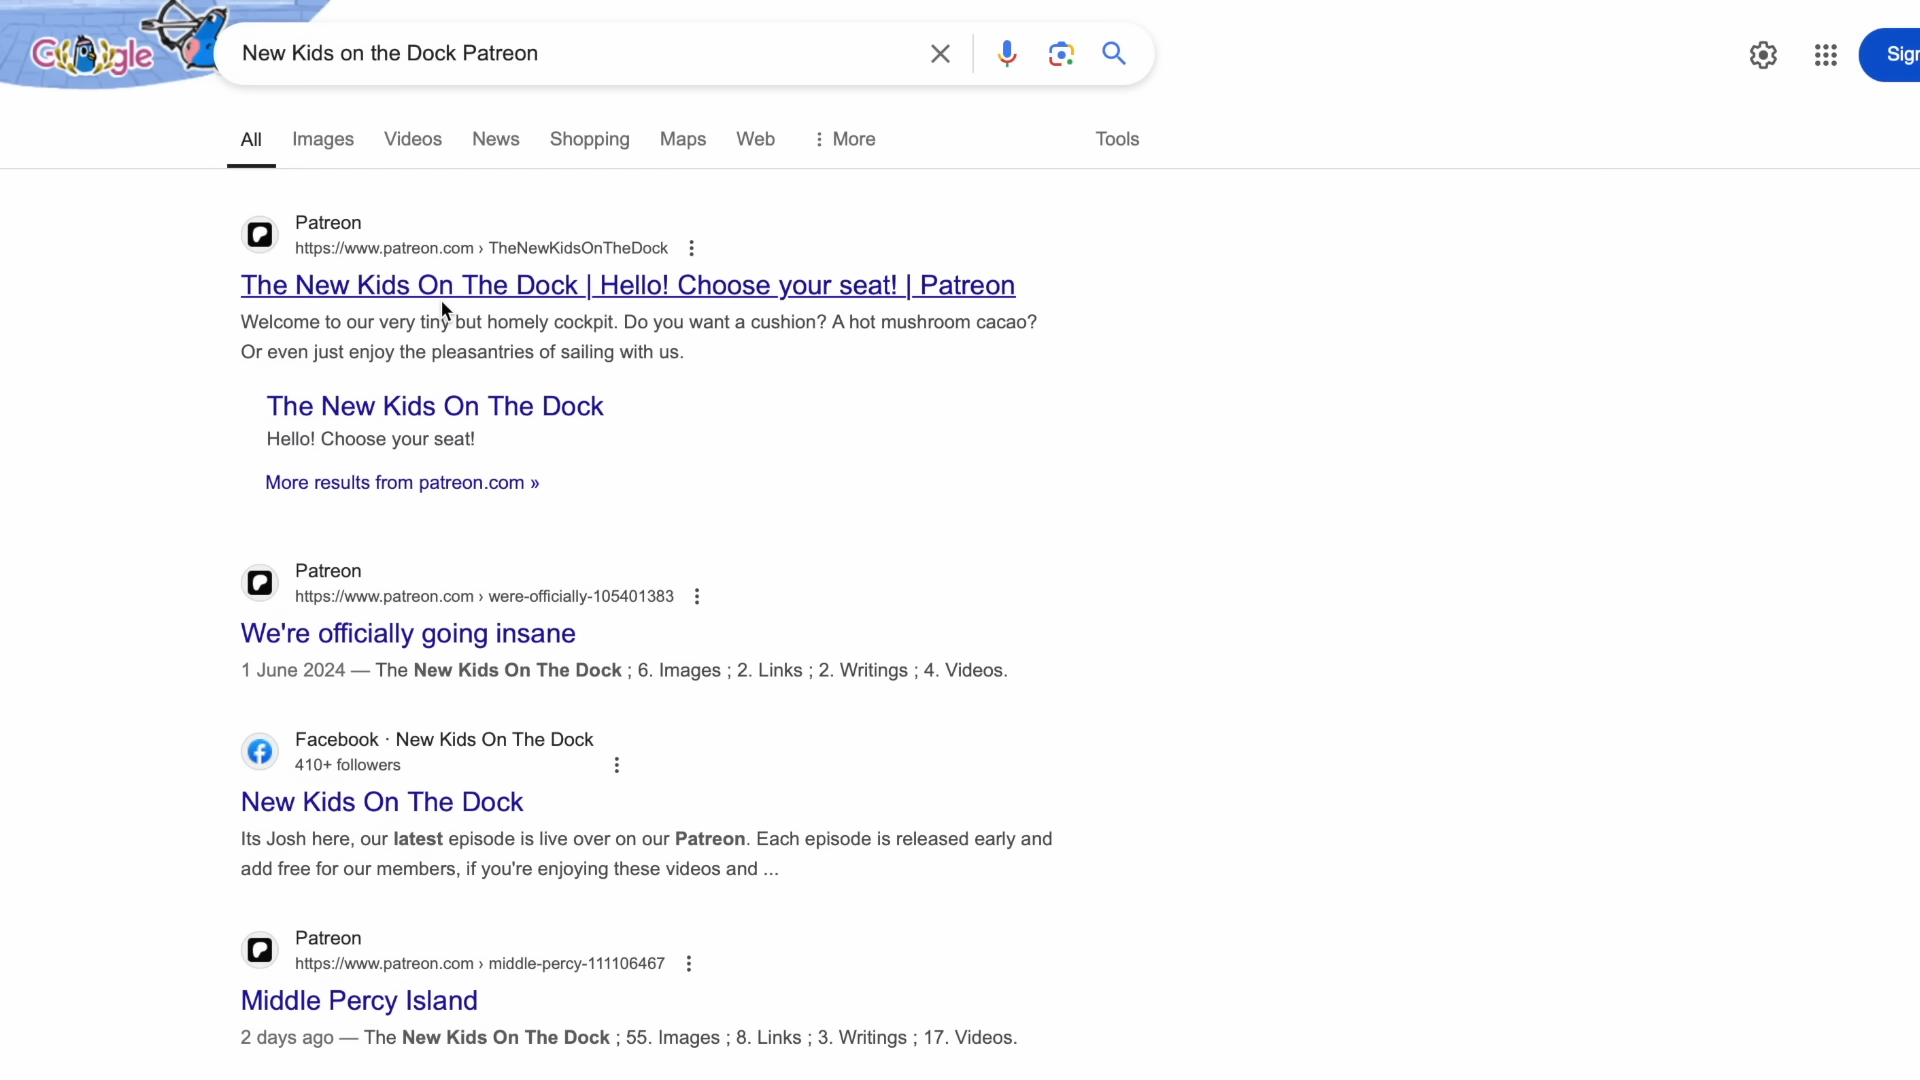 Google
New Kids on the Dock Patreon
Sign
All Images Videos News Shopping Maps Web More Tools
Patreon
https://www.patreon.com › TheNewKidsOnTheDock
The New Kids On The Dock | Hello! Choose your seat! | Patreon
Welcome to our very tiny but homely cockpit. Do you want a cushion? A hot mushroom cacao?
Or even just enjoy the pleasantries of sailing with us.
The New Kids On The Dock
Hello! Choose your seat!
More results from patreon.com »
Patreon
https://www.patreon.com › were-officially-105401383
We're officially going insane
1 June 2024 — The New Kids On The Dock ; 6. Images ; 2. Links ; 2. Writings ; 4. Videos.
Facebook · New Kids On The Dock
410+ followers
New Kids On The Dock
Its Josh here, our latest episode is live over on our Patreon. Each episode is released early and
add free for our members, if you're enjoying these videos and ...
Patreon
https://www.patreon.com › middle-percy-111106467
Middle Percy Island
2 days ago — The New Kids On The Dock ; 55. Images ; 8. Links ; 3. Writings ; 17. Videos.